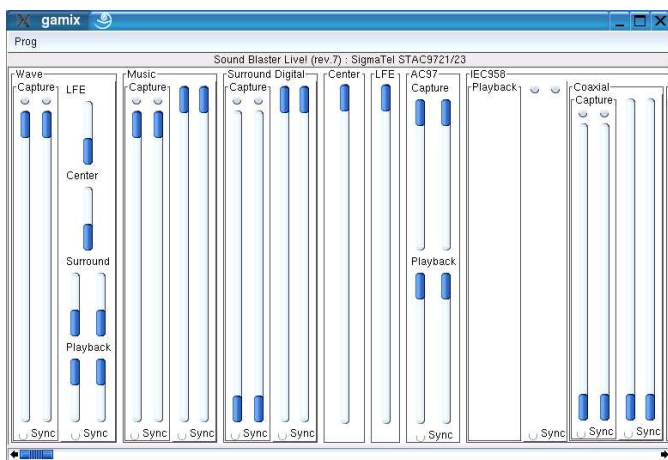 gamix
Prog
Sound Blaster Live! (rev.7) : SigmaTel STAC9721/23
Wave Music Surround Digital Center LFE AC97 IEC958
Capture LFE Capture Capture Capture Playback Coaxial
Capture
Center
Surround Playback
Playback
Sync Sync Sync Sync Sync Sync Sync Sync Sync Sync